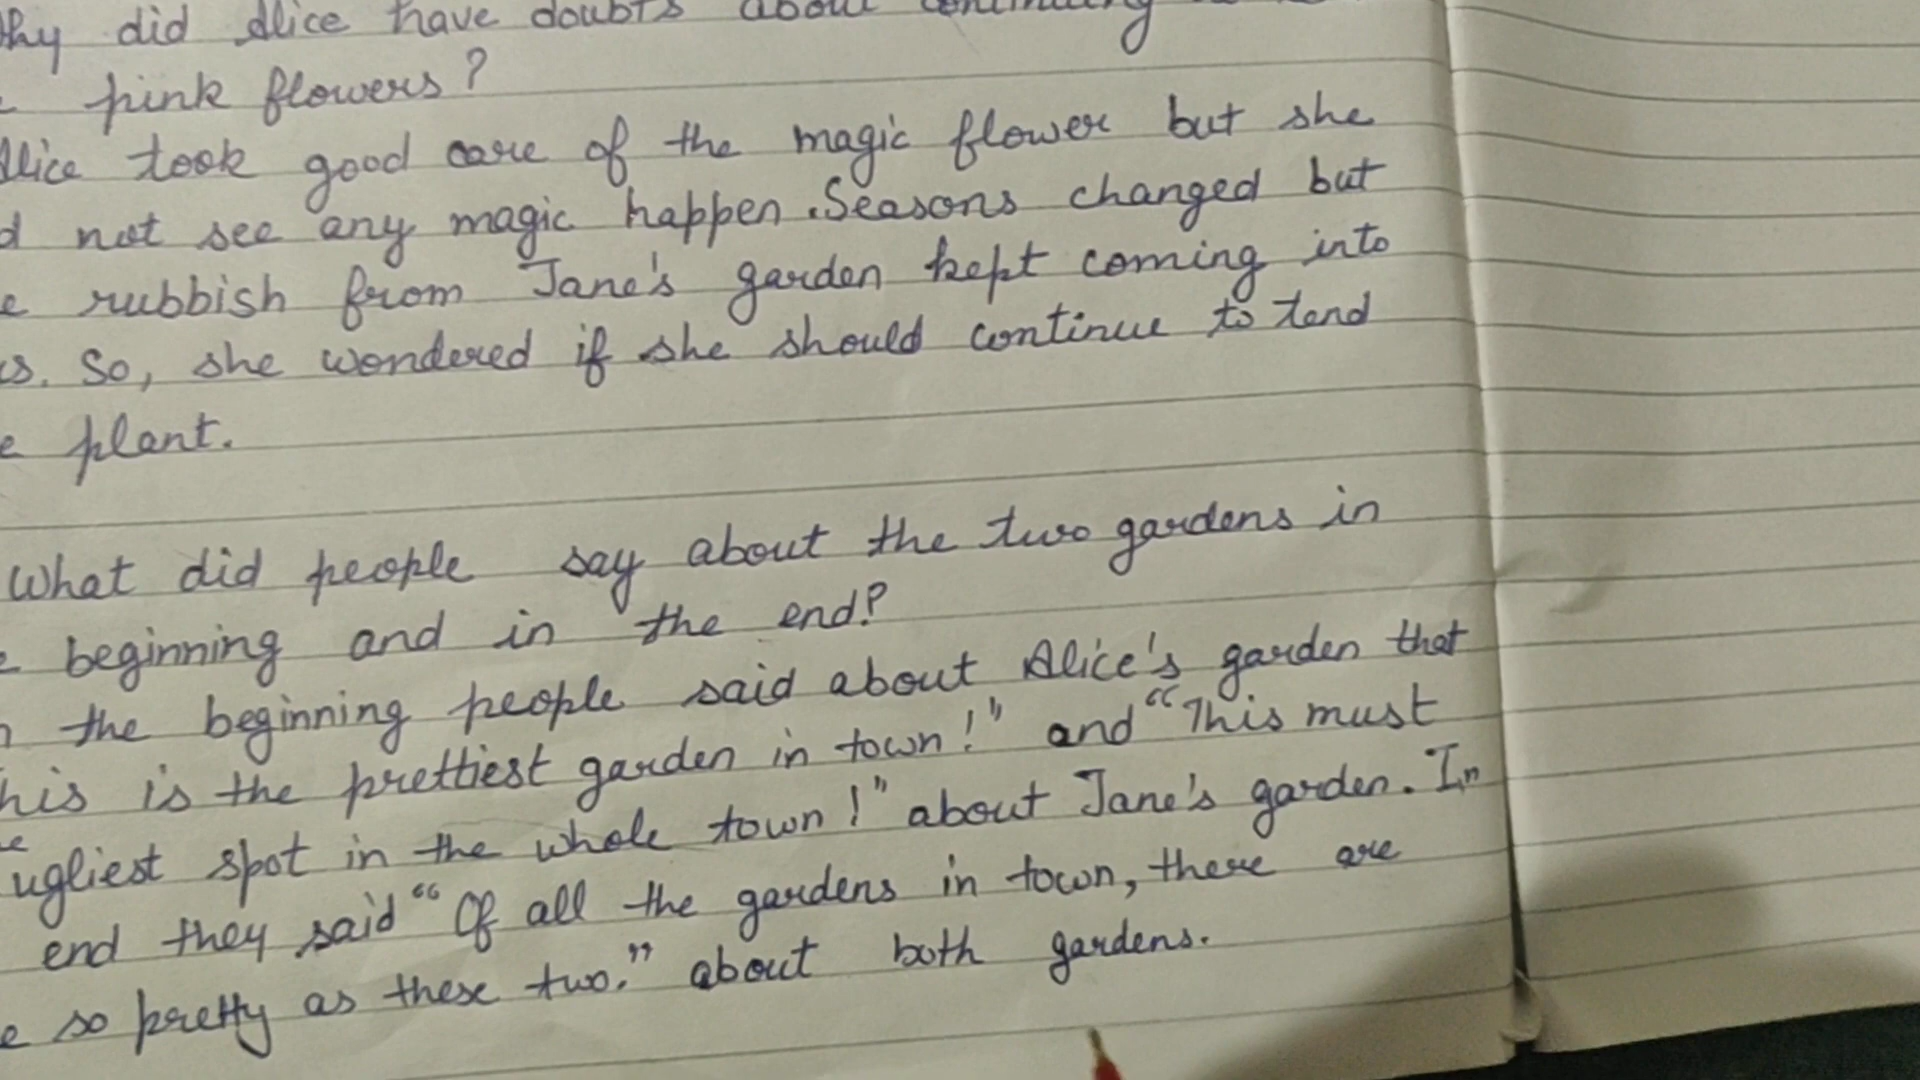 did Alice have doubts about continuing
pink flowers?
Alice took good care of the magic flower but she
not see any magic happen. Seasons changed but
rubbish from Jane's garden kept coming into
So, she wondered if she should continue to tend
plant.
What did people say about the two gardens in
beginning and in the end?
the beginning people said about Alice's garden that
is the prettiest garden in town!" and "This must
ugliest spot in the whole town!" about Jane's garden. In
end they said "Of all the gardens in town, there are
so pretty as these two." about both gardens.